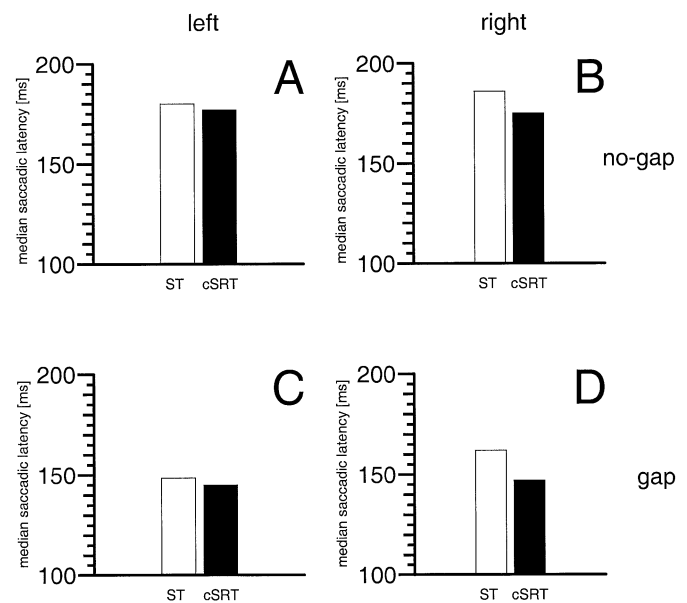 left
right
median saccadic latency [ms]
200
150
100
A
ST cSRT
median saccadic latency [ms]
200
150
100
B
ST cSRT
no-gap
median saccadic latency [ms]
200
150
100
C
ST cSRT
median saccadic latency [ms]
200
150
100
D
ST cSRT
gap